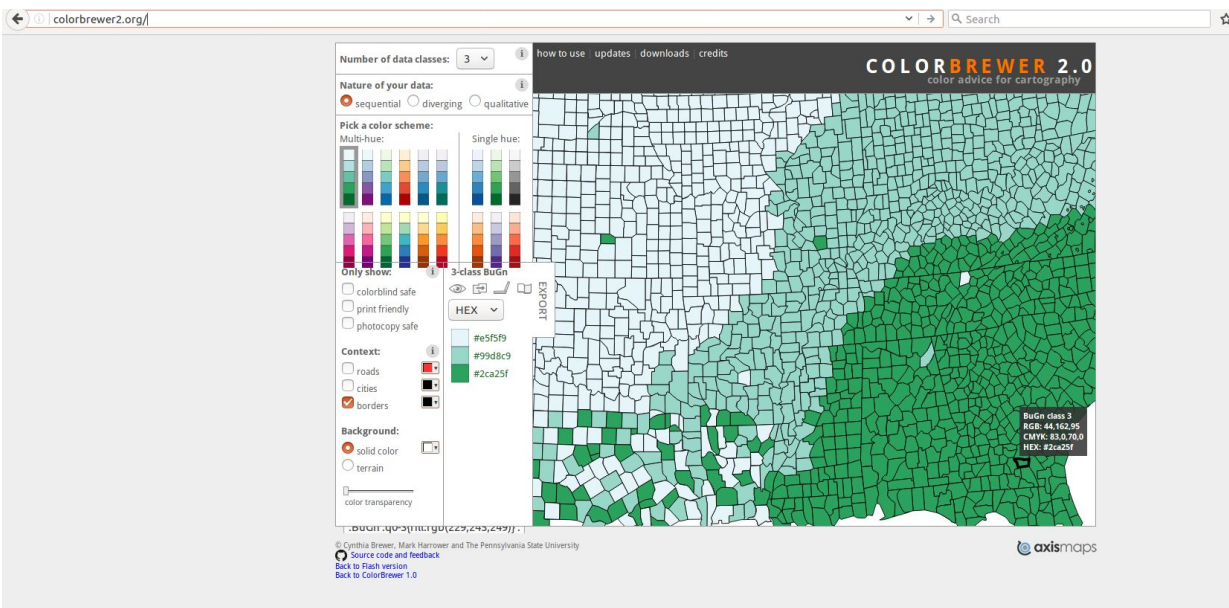 colorbrewer2.org/
Search
Number of data classes: 3
how to use updates downloads credits
COLORBREWER 2.0
color advice for cartography
Nature of your data:
sequential diverging qualitative
Pick a color scheme:
Multi-hue: Single hue:
Only show:
colorblind safe
print friendly
photocopy safe
Context:
roads
cities
borders
Background:
solid color
terrain
color transparency
3-class BuGn
EXPORT
HEX
#e5f5f9
#99d8c9
#2ca25f
BuGn class 3
RGB: 44,162,95
CMYK: 83,0,70,0
HEX: #2ca25f
© Cynthia Brewer, Mark Harrower and The Pennsylvania State University
Source code and feedback
Back to Flash version
Back to ColorBrewer 1.0
axismaps